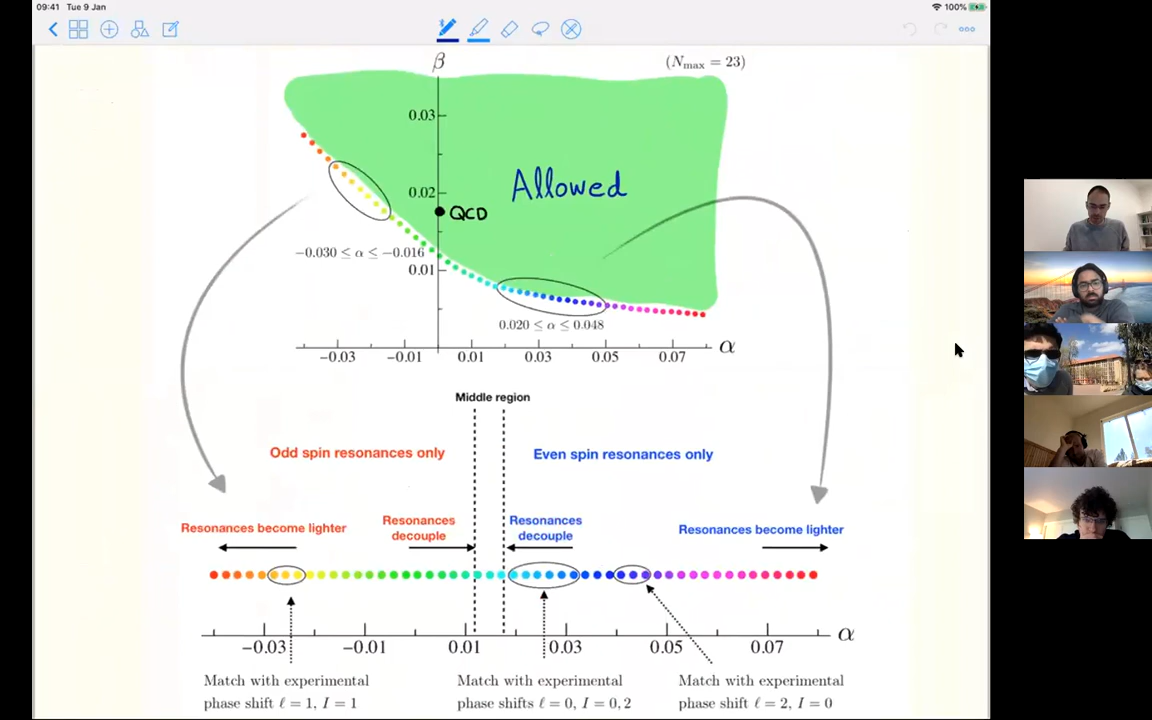 09:41 Tue 9 Jan
100%
β
(N_max = 23)
0.03
Allowed
0.02
QCD
−0.030 ≤ α ≤ −0.016
0.01
0.020 ≤ α ≤ 0.048
α
−0.03 −0.01 0.01 0.03 0.05 0.07
Middle region
Odd spin resonances only
Even spin resonances only
Resonances become lighter
Resonances
decouple
Resonances
decouple
Resonances become lighter
α
−0.03 −0.01 0.01 0.03 0.05 0.07
Match with experimental
phase shift ℓ = 1, I = 1
Match with experimental
phase shifts ℓ = 0, I = 0, 2
Match with experimental
phase shift ℓ = 2, I = 0